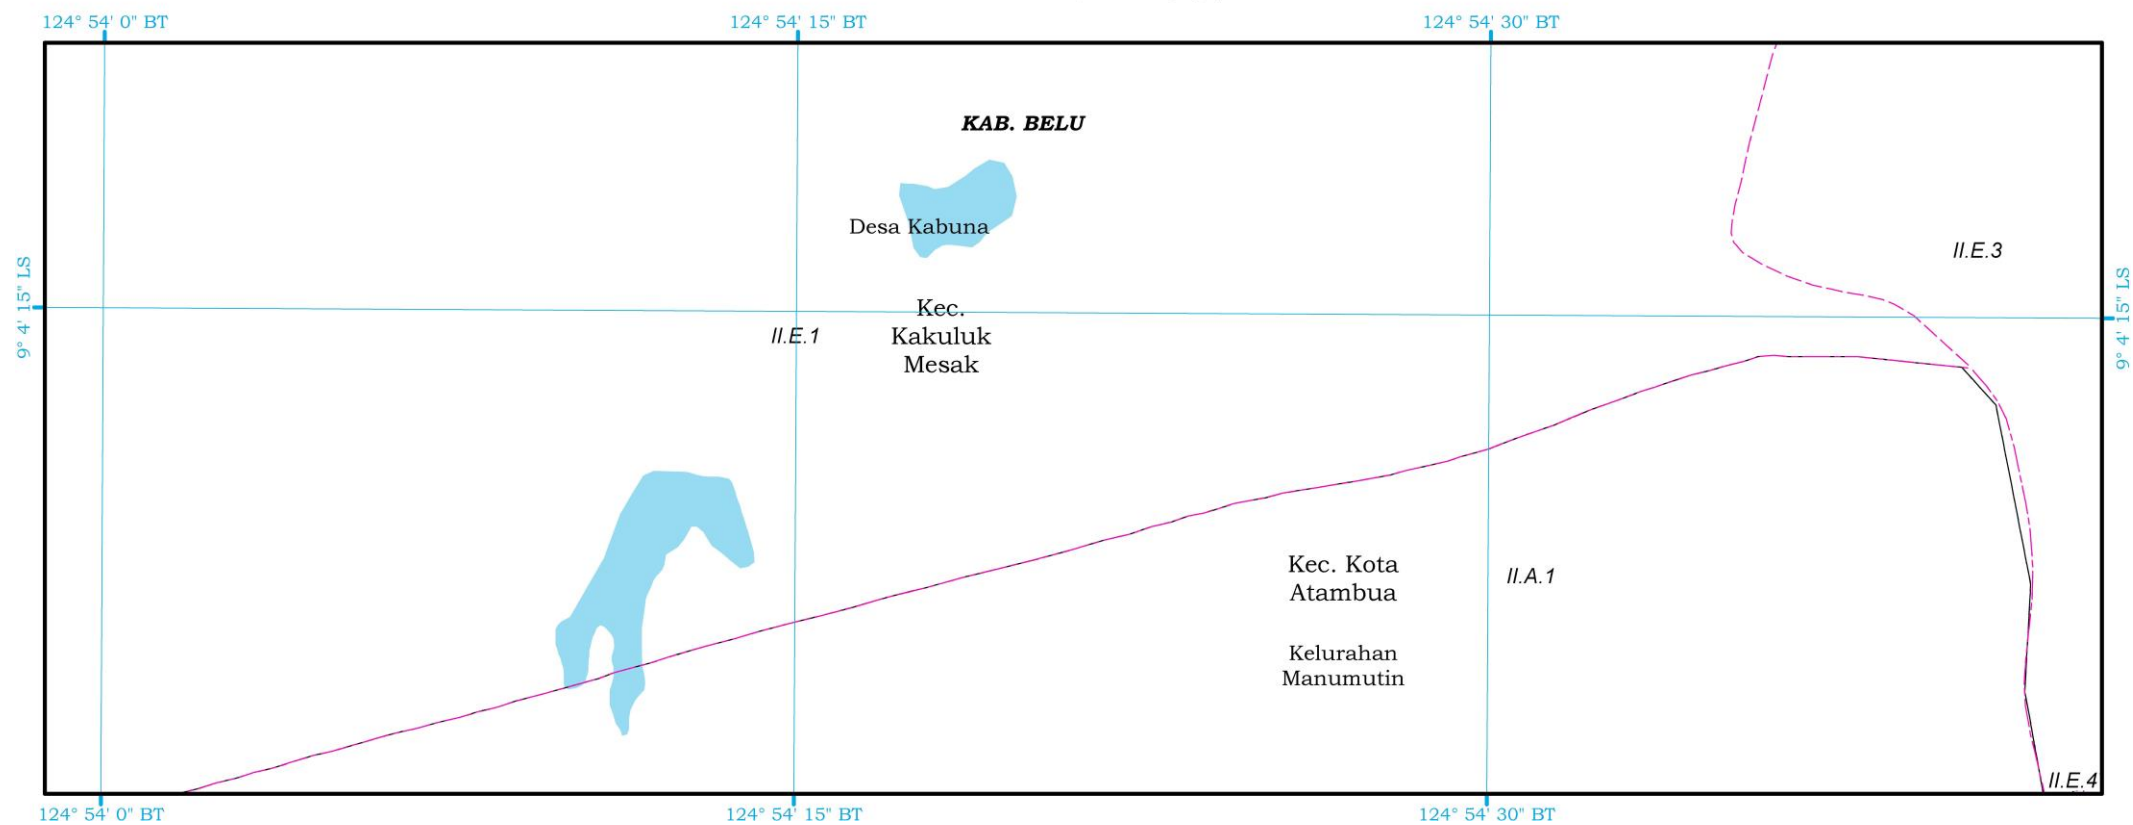 124° 54' 0" BT
124° 54' 15" BT
124° 54' 30" BT
KAB. BELU
Desa Kabuna
II.E.3
9° 4' 15" LS
9° 4' 15" LS
Kec.
Kakuluk
Mesak
II.E.1
Kec. Kota
Atambua
II.A.1
Kelurahan
Manumutin
II.E.4
124° 54' 0" BT
124° 54' 15" BT
124° 54' 30" BT